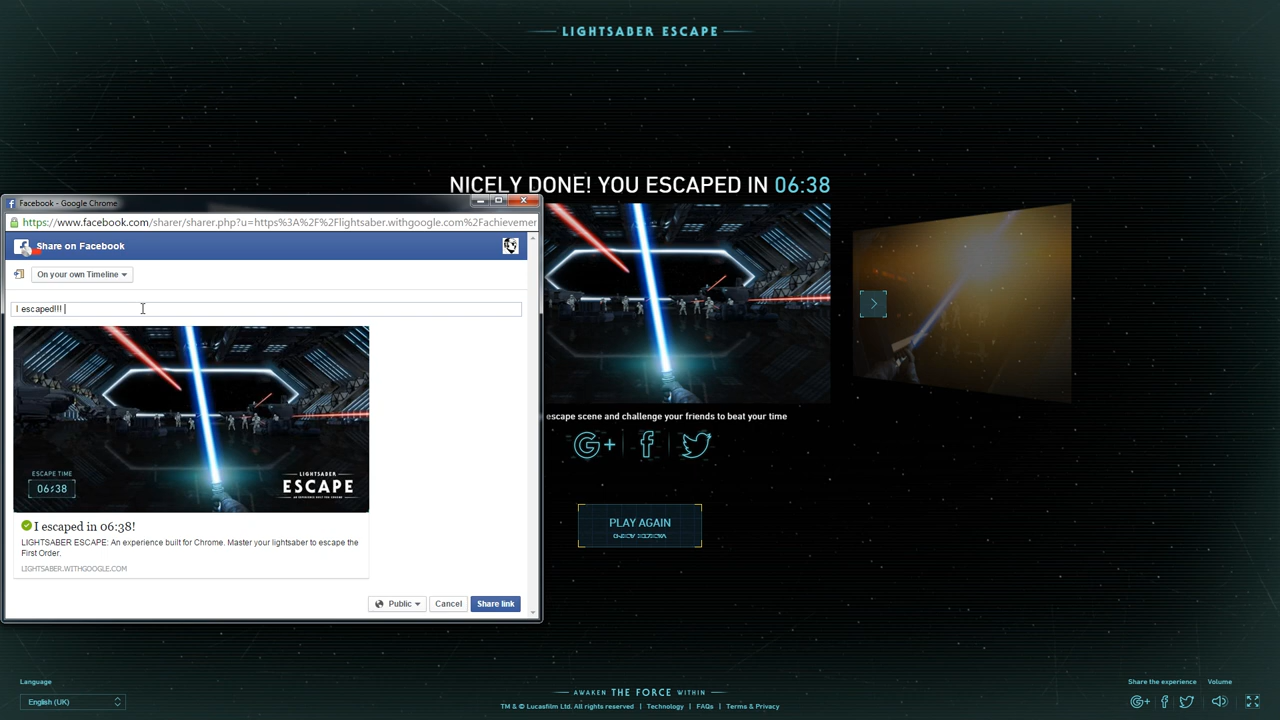 LIGHTSABER ESCAPE
NICELY DONE! YOU ESCAPED IN 06:38
Facebook - Google Chrome
https://www.facebook.com/sharer/sharer.php?u=https%3A%2F%2Flightsaber.withgoogle.com%2Fachievemen
Share on Facebook
On your own Timeline
I escaped!!!
ESCAPE TIME
06:38
LIGHTSABER
ESCAPE
I escaped in 06:38!
LIGHTSABER ESCAPE: An experience built for Chrome. Master your lightsaber to escape the
First Order.
LIGHTSABER.WITHGOOGLE.COM
Public
Cancel
Share link
escape scene and challenge your friends to beat your time
G+
PLAY AGAIN
Language
English (UK)
AWAKEN THE FORCE WITHIN
TM & © Lucasfilm Ltd. All rights reserved | Technology | FAQs | Terms & Privacy
Share the experience
Volume
G+